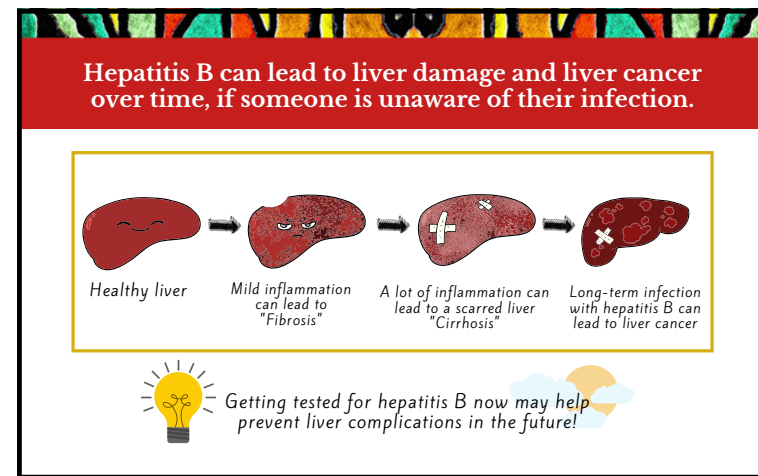 Hepatitis B can lead to liver damage and liver cancer
over time, if someone is unaware of their infection.
Healthy liver
Mild inflammation
can lead to
"Fibrosis"
A lot of inflammation can
lead to a scarred liver
"Cirrhosis"
Long-term infection
with hepatitis B can
lead to liver cancer
Getting tested for hepatitis B now may help
prevent liver complications in the future!